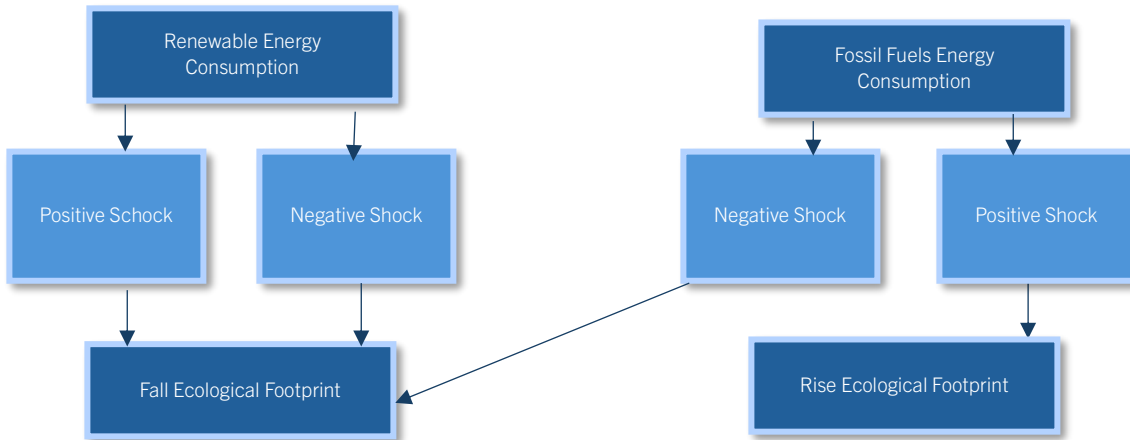 Renewable Energy
Consumption
Fossil Fuels Energy
Consumption
Positive Schock
Negative Shock
Negative Shock
Positive Shock
Fall Ecological Footprint
Rise Ecological Footprint